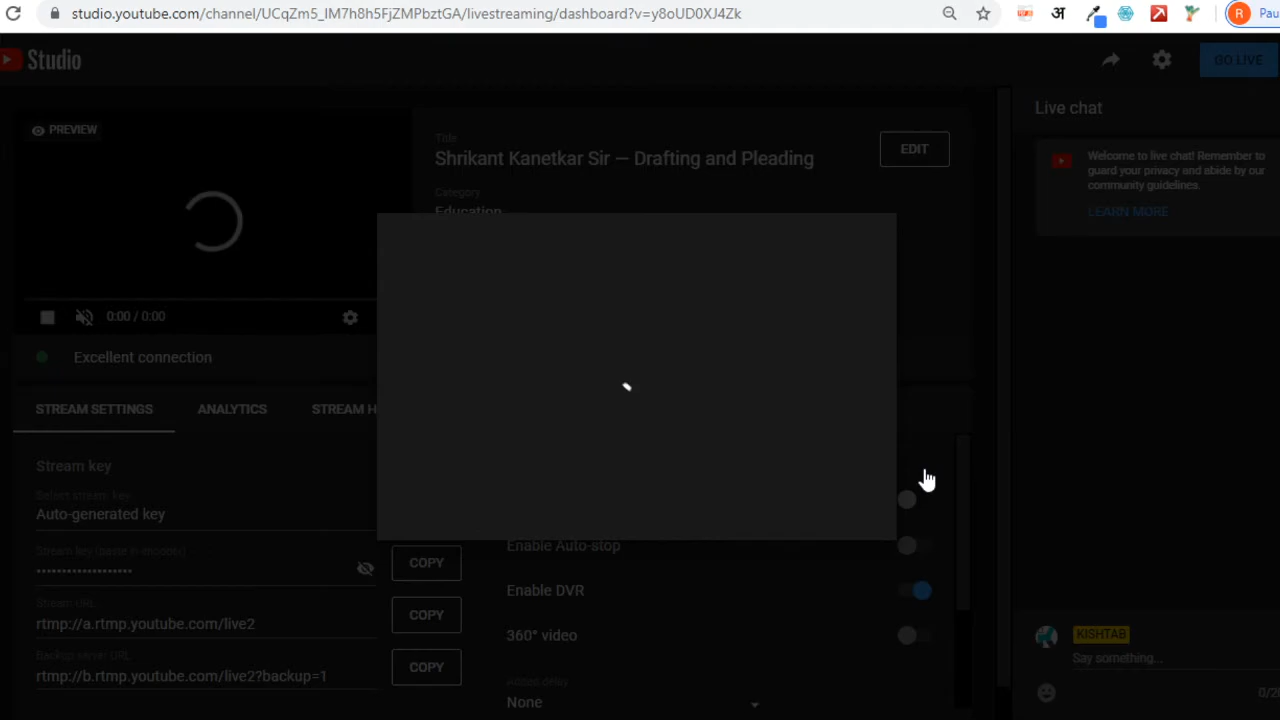 studio.youtube.com/channel/UCqZm5_IM7h8h5FjZMPbztGA/livestreaming/dashboard?v=y8oUD0XJ4Zk
अ
R
Pau
Studio
GO LIVE
PREVIEW
Title
Shrikant Kanetkar Sir — Drafting and Pleading
EDIT
Category
Education
Live chat
Welcome to live chat! Remember to
guard your privacy and abide by our
community guidelines.
LEARN MORE
0:00 / 0:00
Excellent connection
STREAM SETTINGS
ANALYTICS
STREAM H
Stream key
Select stream key
Auto-generated key
Stream key (paste in encoder)
COPY
Stream URL
rtmp://a.rtmp.youtube.com/live2
COPY
Backup server URL
rtmp://b.rtmp.youtube.com/live2?backup=1
COPY
Enable Auto-stop
Enable DVR
360° video
Added delay
None
KISHTAB
Say something...
0/2